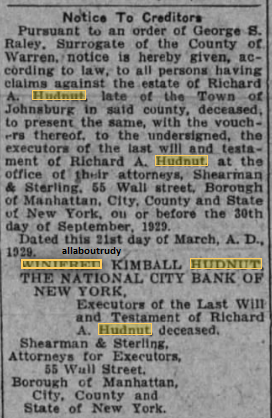 Notice To Creditors
Pursuant to an order of George S.
Raley, Surrogate of the County of
Warren, notice is hereby given, ac-
cording to law, to all persons having
claims against the estate of Richard
A. Hudnut, late of the Town of
Johnsburg in said county, deceased,
to present the same, with the vouch-
ers thereof, to the undersigned, the
executors of the last will and testa-
ment of Richard A. Hudnut, at the
office of their attorneys, Shearman
& Sterling, 55 Wall street, Borough
of Manhattan, City, County and State
of New York, ou or before the 30th
day of September, 1929.
Dated this 21st day of March, A. D.,
1929.
allaboutrudy
WINIFRED KIMBALL HUDNUT,
THE NATIONAL CITY BANK OF
NEW YORK,
Executors of the Last Will
and Testament of Richard
A. Hudnut, deceased.
Shearman & Sterling,
Attorneys for Executors,
55 Wall Street,
Borough of Manhattan,
City, County and
State of New York.